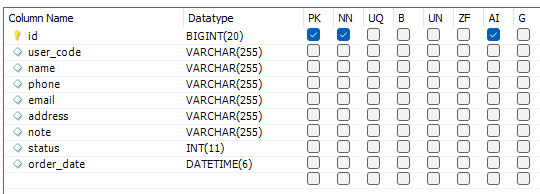 Column Name Datatype PK NN UQ B UN ZF AI G
id BIGINT(20)
user_code VARCHAR(255)
name VARCHAR(255)
phone VARCHAR(255)
email VARCHAR(255)
address VARCHAR(255)
note VARCHAR(255)
status INT(11)
order_date DATETIME(6)